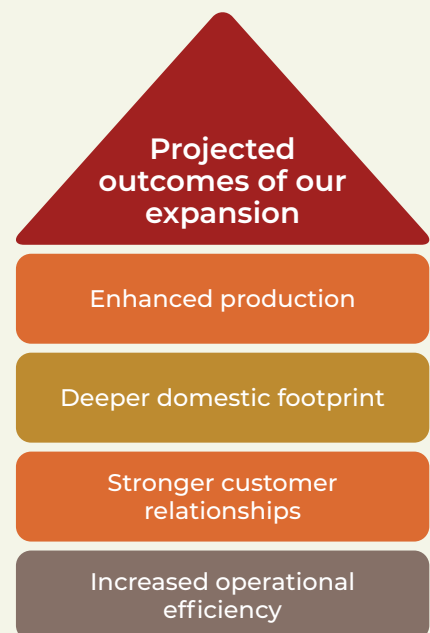 Projected
outcomes of our
expansion
Enhanced production
Deeper domestic footprint
Stronger customer
relationships
Increased operational
efficiency